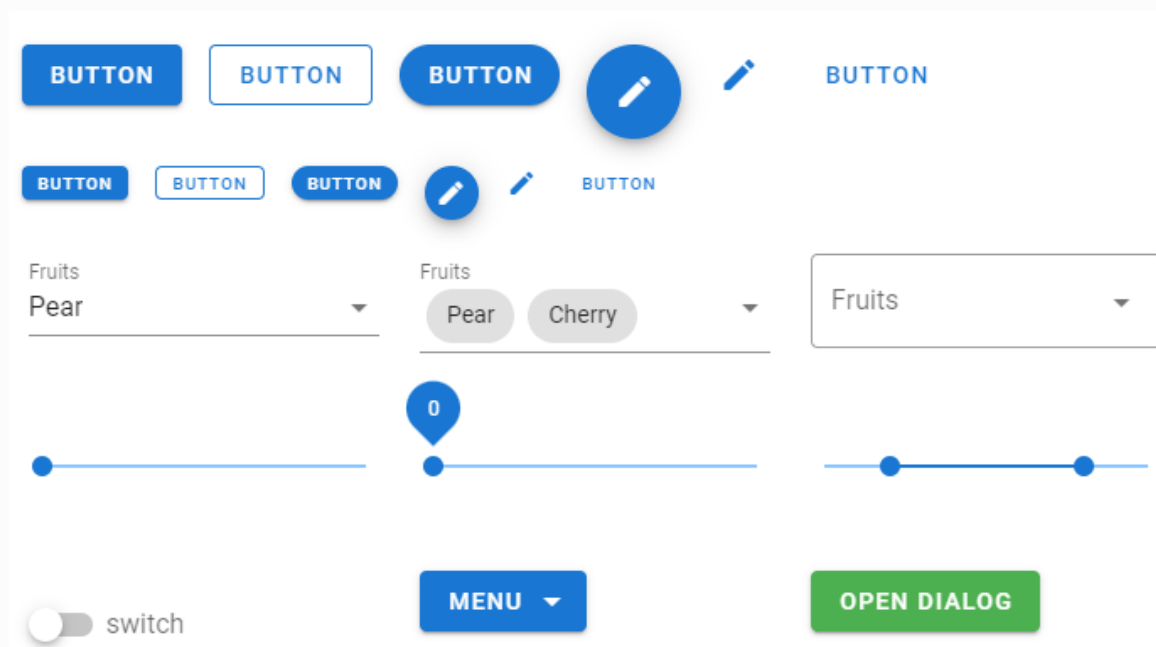 BUTTON BUTTON BUTTON BUTTON
BUTTON BUTTON BUTTON BUTTON
Fruits Fruits
Pear Pear Cherry Fruits
0
switch MENU OPEN DIALOG